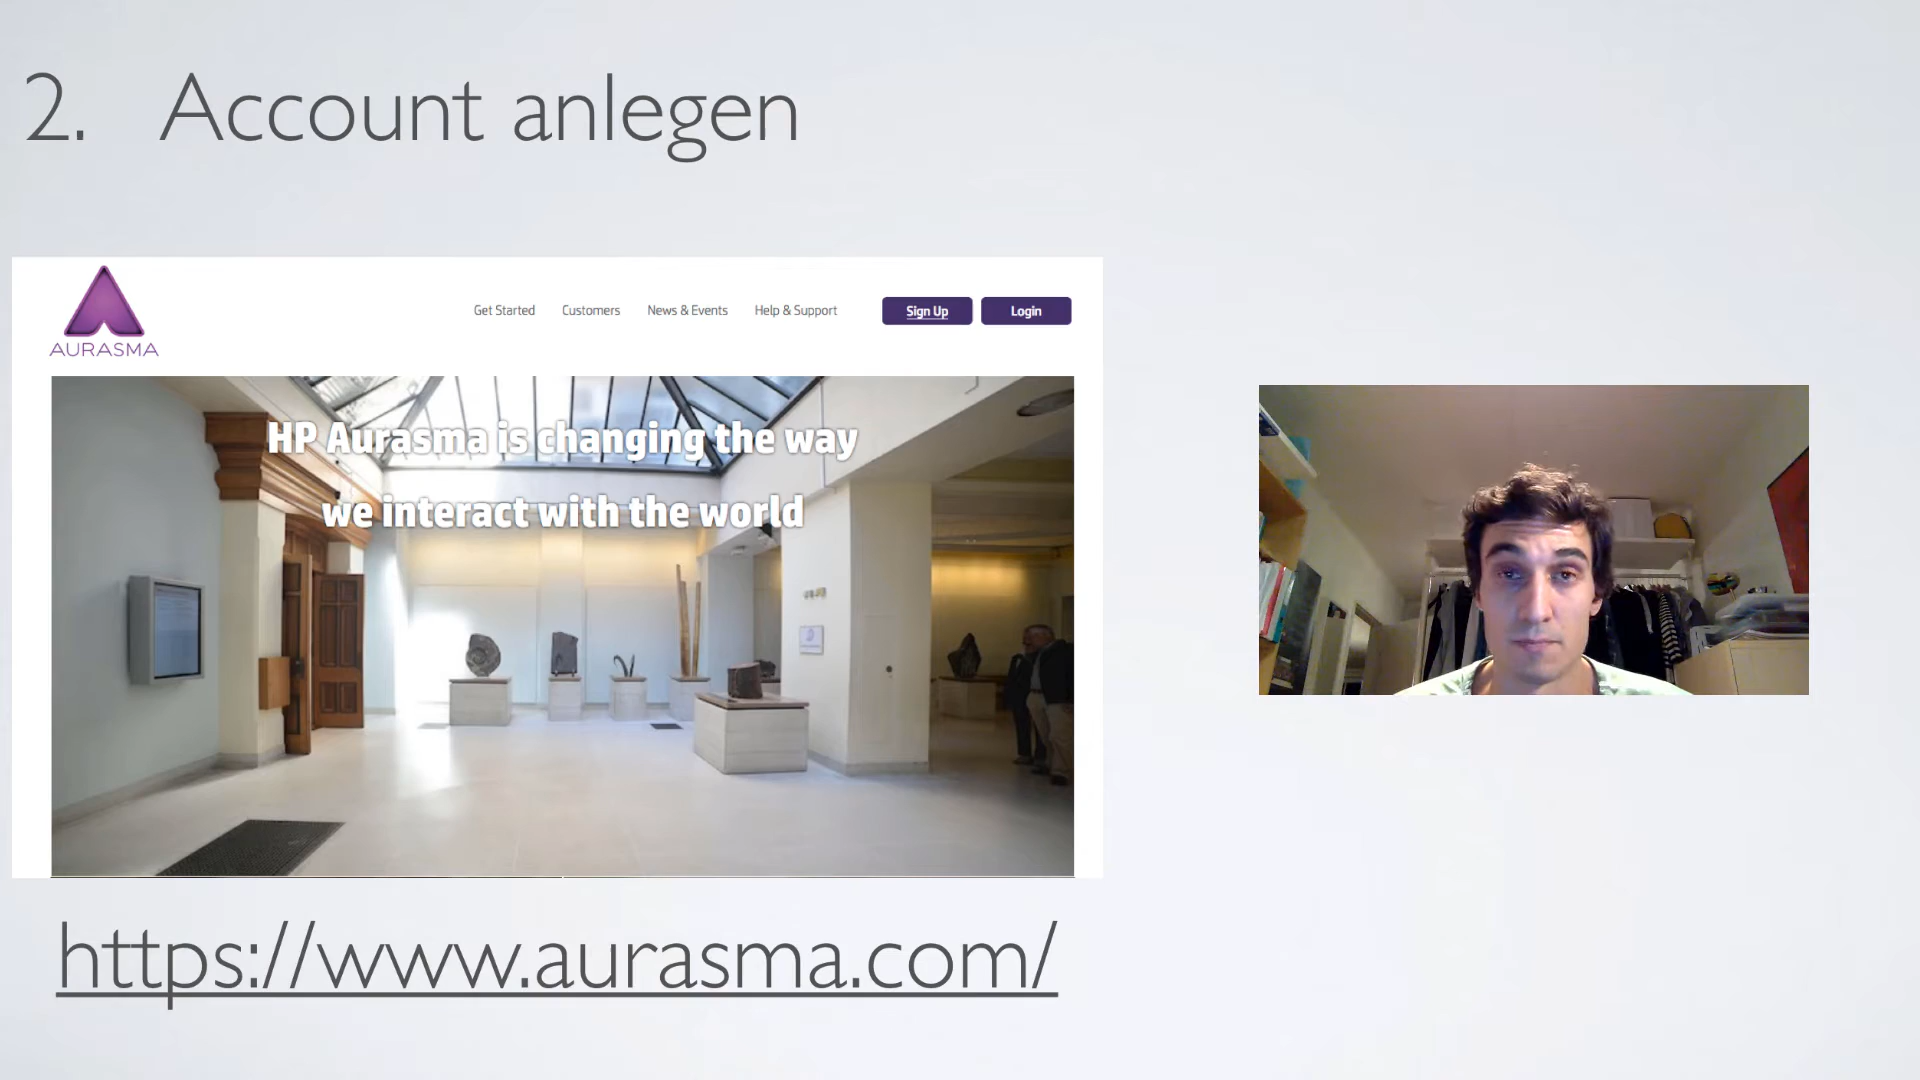 2. Account anlegen
AURASMA
Get Started Customers News & Events Help & Support Sign Up Login
HP Aurasma is changing the way
we interact with the world
https://www.aurasma.com/